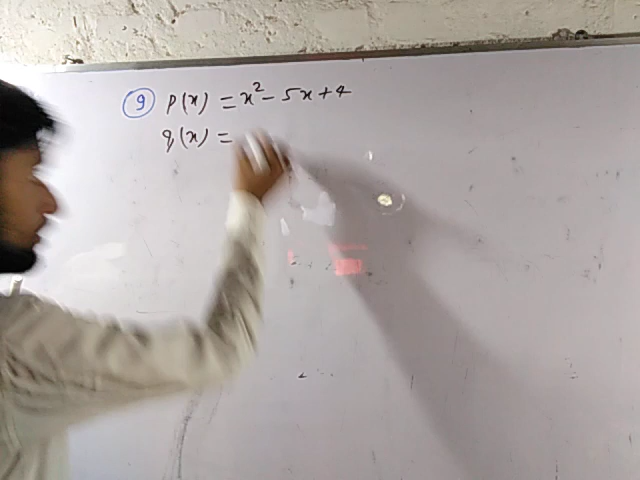 9 p(x) = x² - 5x + 4
q(x) =